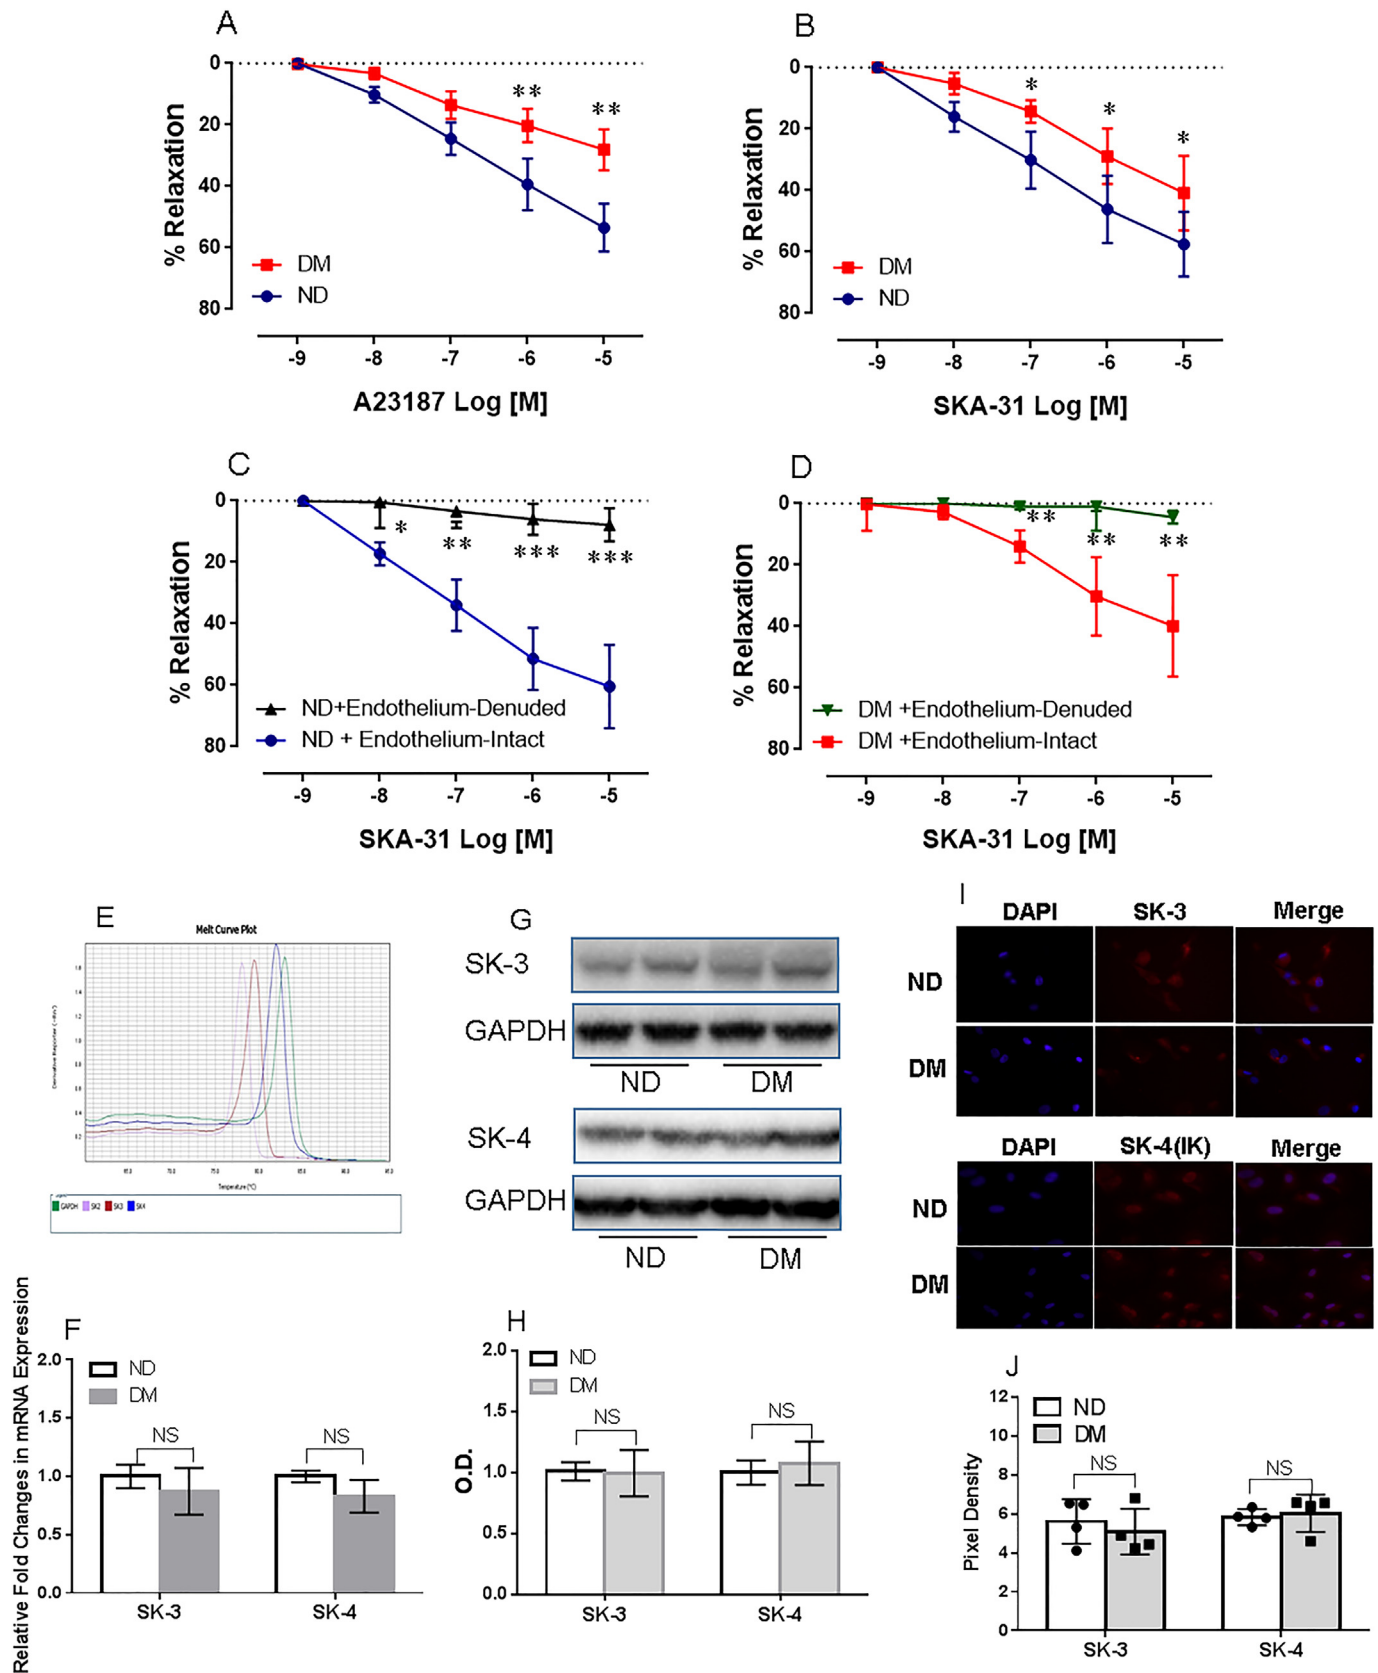 A
0
20
40
60
80
% Relaxation
** **
DM
ND
-9 -8 -7 -6 -5
A23187 Log [M]
B
0
20
40
60
80
% Relaxation
* * *
DM
ND
-9 -8 -7 -6 -5
SKA-31 Log [M]
C
0
20
40
60
80
% Relaxation
* ** *** ***
ND+Endothelium-Denuded
ND + Endothelium-Intact
-9 -8 -7 -6 -5
SKA-31 Log [M]
D
0
20
40
60
80
% Relaxation
** ** **
DM +Endothelium-Denuded
DM +Endothelium-Intact
-9 -8 -7 -6 -5
SKA-31 Log [M]
E
Melt Curve Plot
Temperature (°C)
GAPDH SK2 SK3 SK4
G
SK-3
GAPDH
ND DM
SK-4
GAPDH
ND DM
I
DAPI SK-3 Merge
ND
DM
DAPI SK-4(IK) Merge
ND
DM
F
Relative Fold Changes in mRNA Expression
2.0
1.5
1.0
0.5
0.0
ND
DM
NS NS
SK-3 SK-4
H
O.D.
2.0
1.5
1.0
0.5
0.0
ND
DM
NS NS
SK-3 SK-4
J
Pixel Density
12
10
8
6
4
2
0
ND
DM
NS NS
SK-3 SK-4